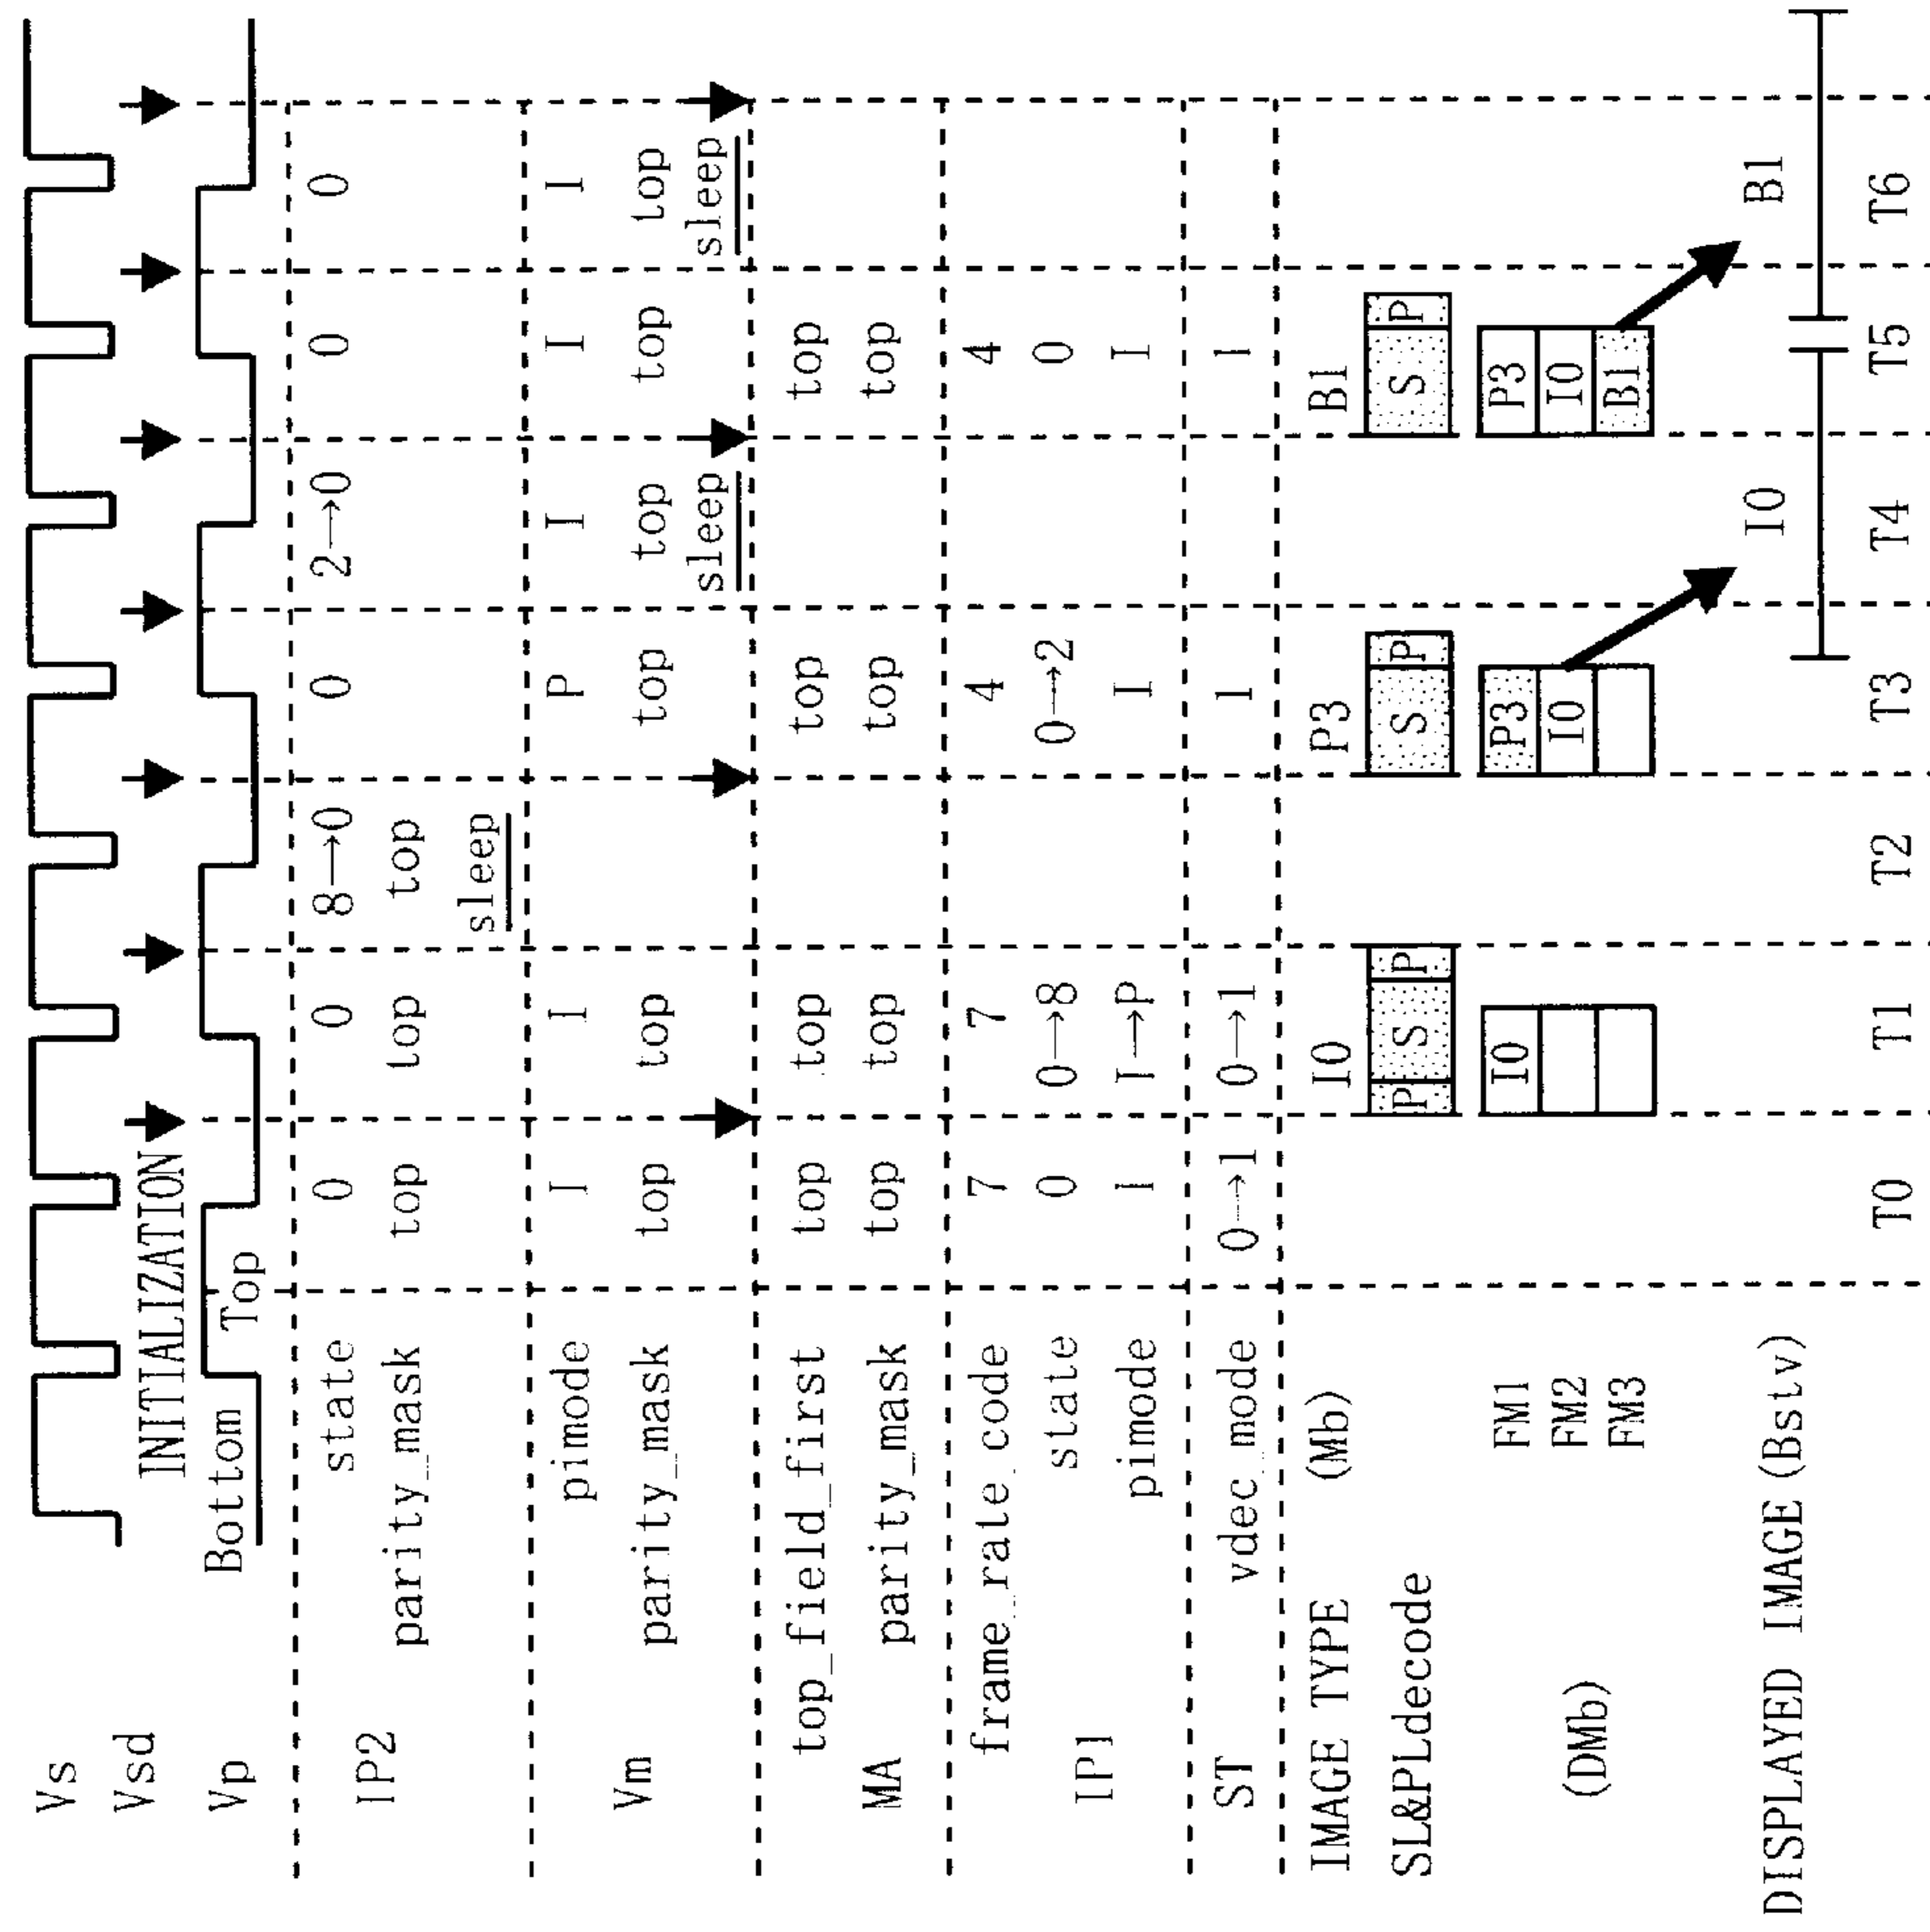 Vs
Vsd INITIALIZATION
Vp Bottom Top
IP2 state 0 0 8→0 0 2→0 0 0
parity_mask top top top
sleep
Vm pimode I I P I I I
parity_mask top top top top top top
sleep sleep
MA top_field_first top top top top
parity_mask top top top top
IP1 frame_rate_code 7 7 4 4
state 0 0→8 0→2 0
pimode I I→P I I
ST vdec_mode 0→1 0→1 1 1
IMAGE TYPE (Mb) I0 P3 B1
SL&PLdecode P S P S P S P
(DMb) FM1 I0 P3 P3
FM2 I0 I0
FM3 B1
DISPLAYED IMAGE (Bstv) I0 B1
T0 T1 T2 T3 T4 T5 T6